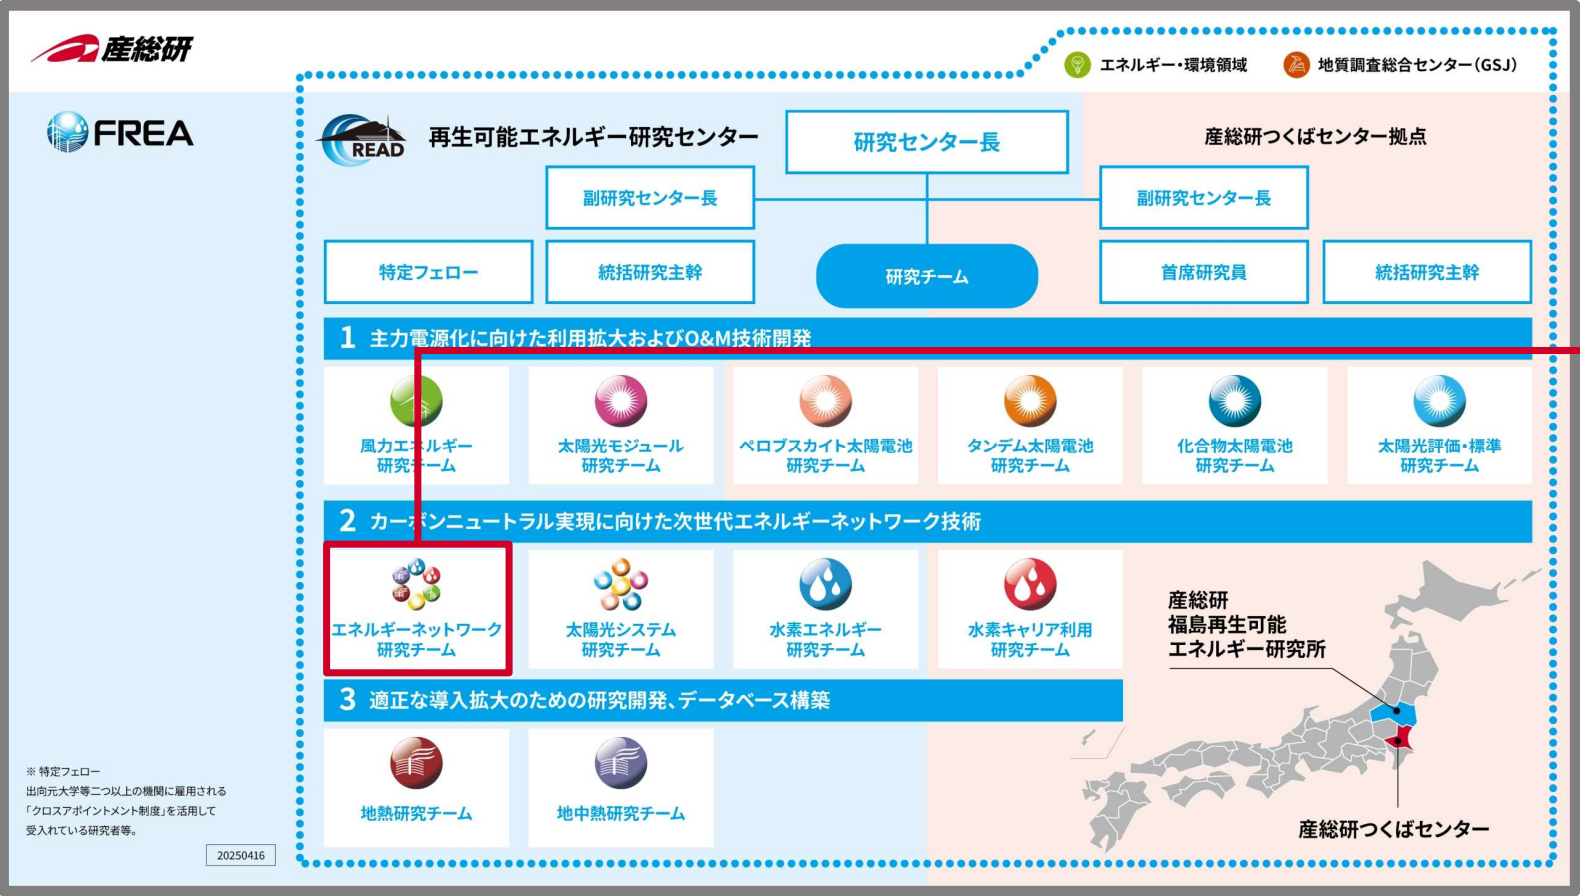 産総研
エネルギー・環境領域
地質調査総合センター(GSJ)
FREA
READ
再生可能エネルギー研究センター
研究センター長
産総研つくばセンター拠点
副研究センター長
副研究センター長
特定フェロー
統括研究主幹
研究チーム
首席研究員
統括研究主幹
1 主力電源化に向けた利用拡大およびO&M技術開発
風力エネルギー
研究チーム
太陽光モジュール
研究チーム
ペロブスカイト太陽電池
研究チーム
タンデム太陽電池
研究チーム
化合物太陽電池
研究チーム
太陽光評価・標準
研究チーム
2 カーボンニュートラル実現に向けた次世代エネルギーネットワーク技術
エネルギーネットワーク
研究チーム
太陽光システム
研究チーム
水素エネルギー
研究チーム
水素キャリア利用
研究チーム
産総研
福島再生可能
エネルギー研究所
3 適正な導入拡大のための研究開発、データベース構築
地熱研究チーム
地中熱研究チーム
産総研つくばセンター
※ 特定フェロー
出向元大学等二つ以上の機関に雇用される
「クロスアポイントメント制度」を活用して
受入れている研究者等。
20250416